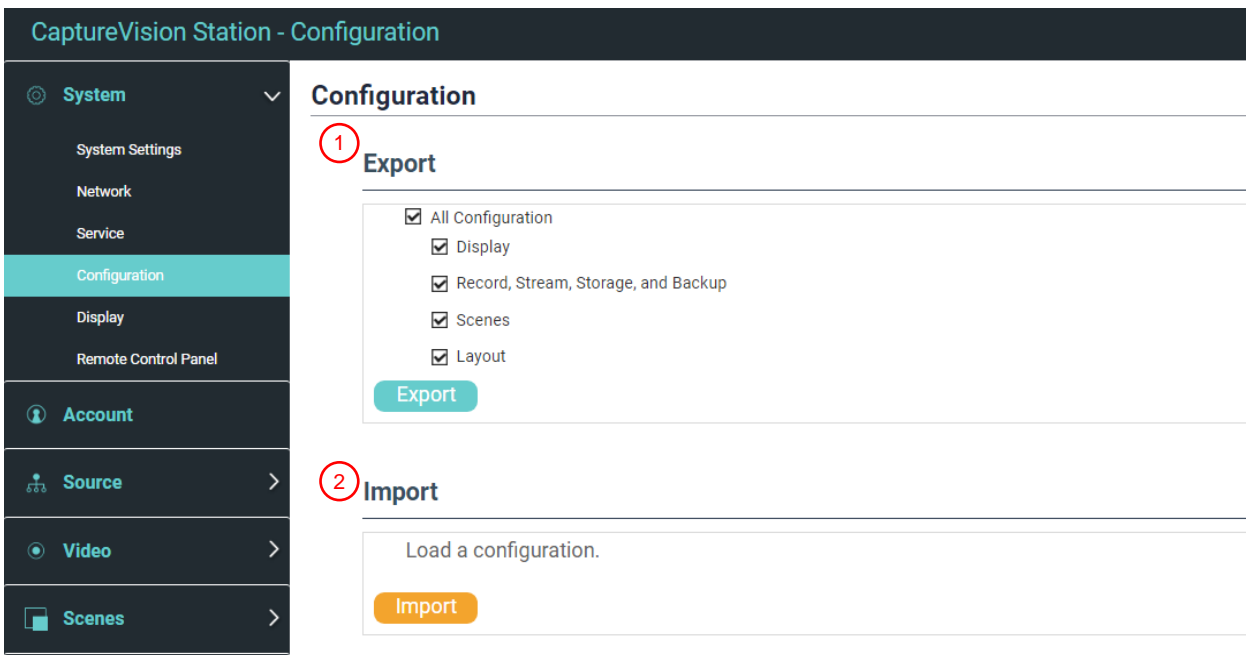 CaptureVision Station - Configuration
System
System Settings
Network
Service
Configuration
Display
Remote Control Panel
Account
Source
Video
Scenes
Configuration
1
Export
All Configuration
Display
Record, Stream, Storage, and Backup
Scenes
Layout
Export
2
Import
Load a configuration.
Import